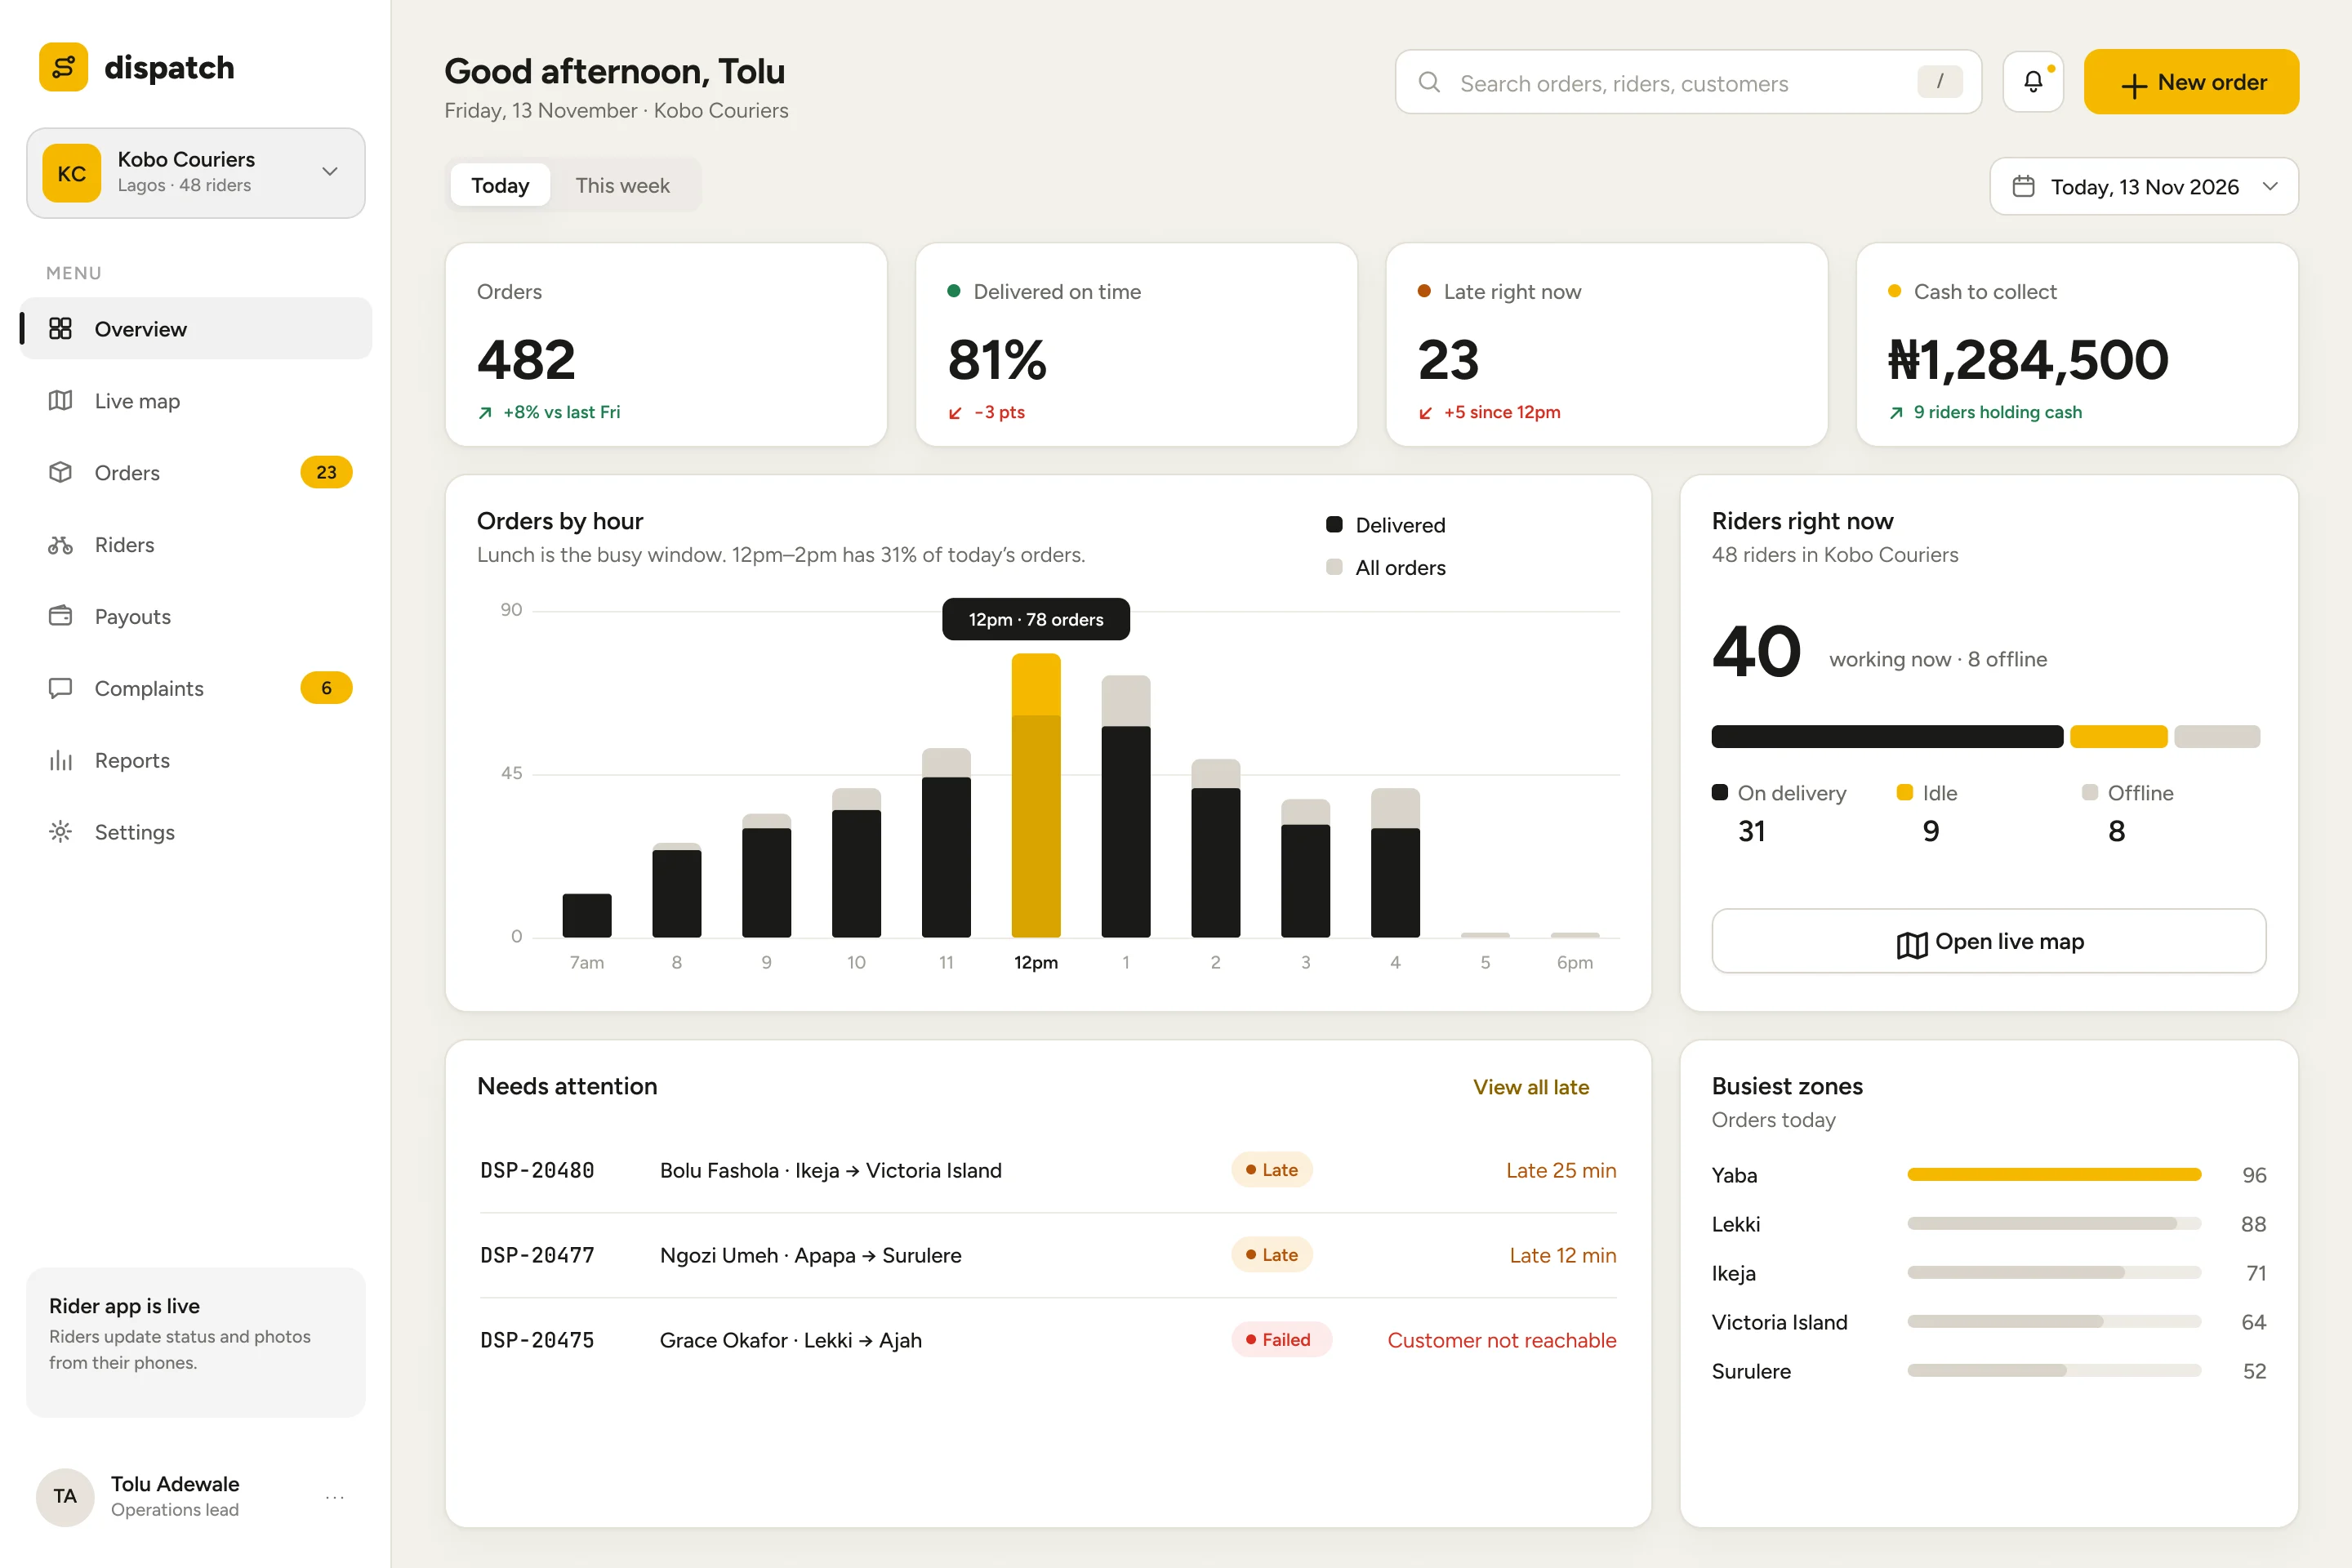 dispatch
KC
Kobo Couriers
Lagos · 48 riders
MENU
Overview
Live map
Orders 23
Riders
Payouts
Complaints 6
Reports
Settings
Rider app is live
Riders update status and photos
from their phones.
TA
Tolu Adewale
Operations lead
...
Good afternoon, Tolu
Friday, 13 November · Kobo Couriers
Search orders, riders, customers /
New order
Today This week
Today, 13 Nov 2026
Orders
482
+8% vs last Fri
Delivered on time
81%
−3 pts
Late right now
23
+5 since 12pm
Cash to collect
₦1,284,500
9 riders holding cash
Orders by hour
Lunch is the busy window. 12pm–2pm has 31% of today’s orders.
Delivered
All orders
90
12pm · 78 orders
45
0
7am 8 9 10 11 12pm 1 2 3 4 5 6pm
Riders right now
48 riders in Kobo Couriers
40 working now · 8 offline
On delivery Idle Offline
31 9 8
Open live map
Needs attention View all late
DSP-20480 Bolu Fashola · Ikeja → Victoria Island Late Late 25 min
DSP-20477 Ngozi Umeh · Apapa → Surulere Late Late 12 min
DSP-20475 Grace Okafor · Lekki → Ajah Failed Customer not reachable
Busiest zones
Orders today
Yaba 96
Lekki 88
Ikeja 71
Victoria Island 64
Surulere 52